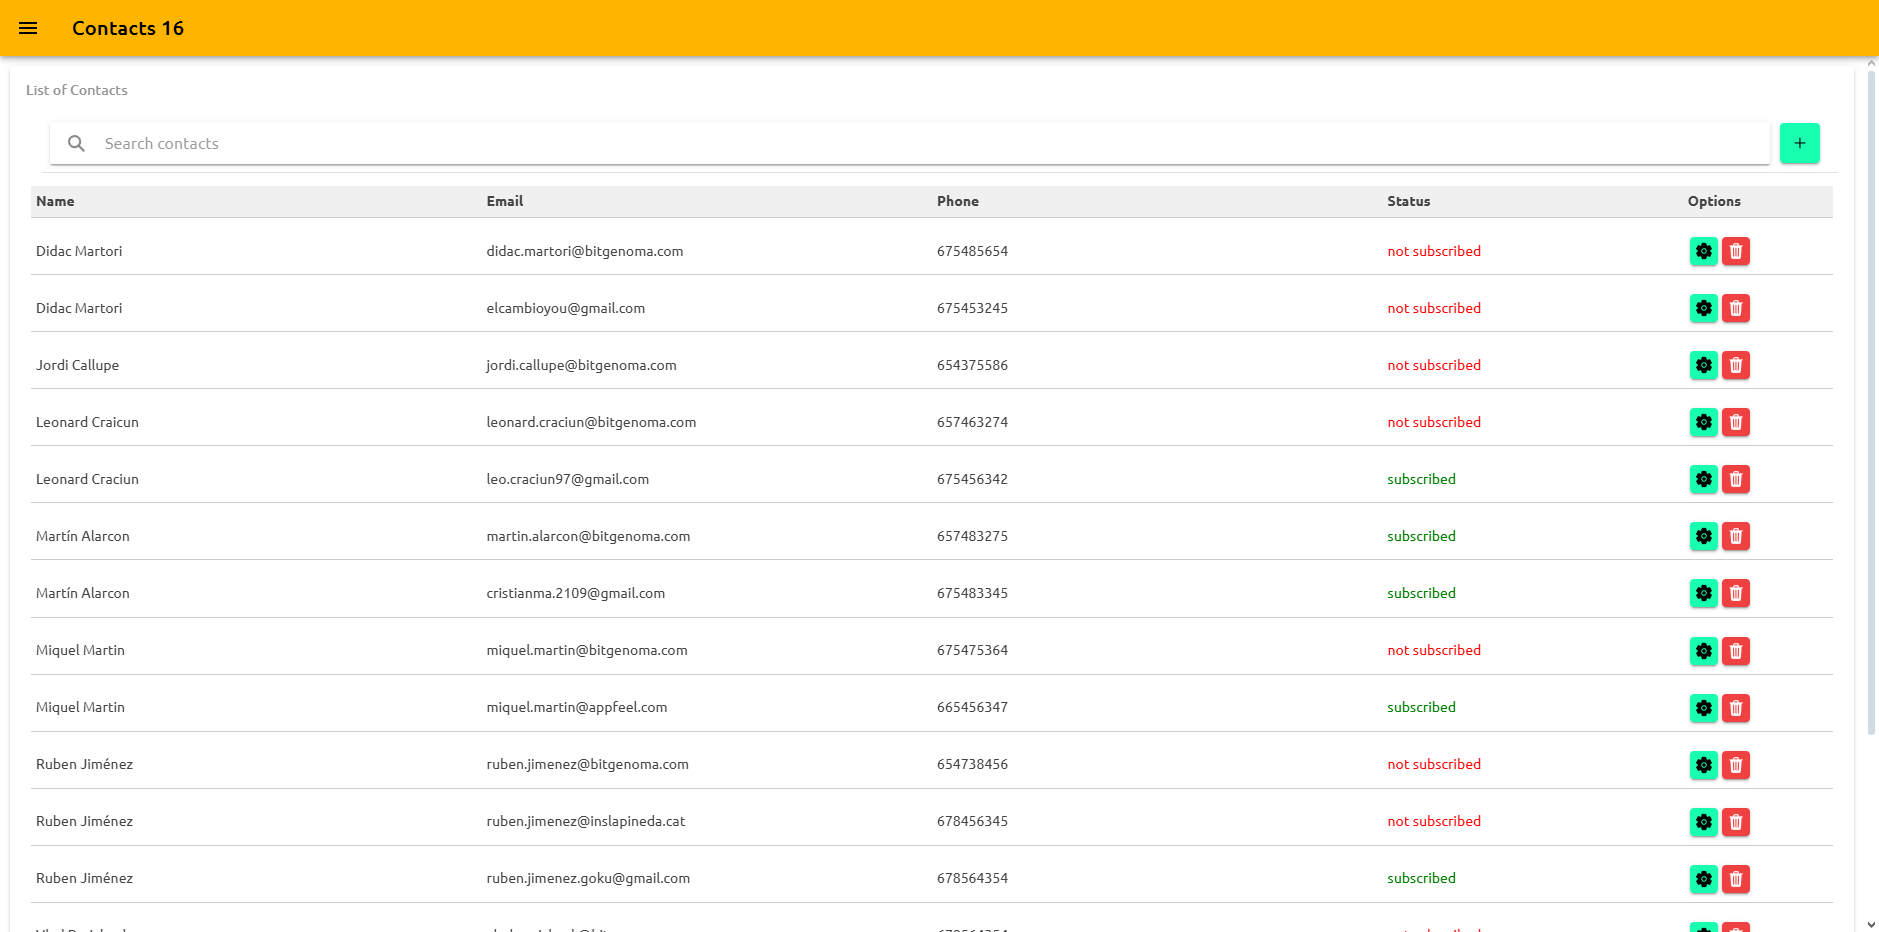 Contacts 16
List of Contacts
Search contacts
Name Email Phone Status Options
Didac Martori didac.martori@bitgenoma.com 675485654 not subscribed
Didac Martori elcambioyou@gmail.com 675453245 not subscribed
Jordi Callupe jordi.callupe@bitgenoma.com 654375586 not subscribed
Leonard Craicun leonard.craciun@bitgenoma.com 657463274 not subscribed
Leonard Craciun leo.craciun97@gmail.com 675456342 subscribed
Martín Alarcon martin.alarcon@bitgenoma.com 657483275 subscribed
Martín Alarcon cristianma.2109@gmail.com 675483345 subscribed
Miquel Martin miquel.martin@bitgenoma.com 675475364 not subscribed
Miquel Martin miquel.martin@appfeel.com 665456347 subscribed
Ruben Jiménez ruben.jimenez@bitgenoma.com 654738456 not subscribed
Ruben Jiménez ruben.jimenez@inslapineda.cat 678456345 not subscribed
Ruben Jiménez ruben.jimenez.goku@gmail.com 678564354 subscribed